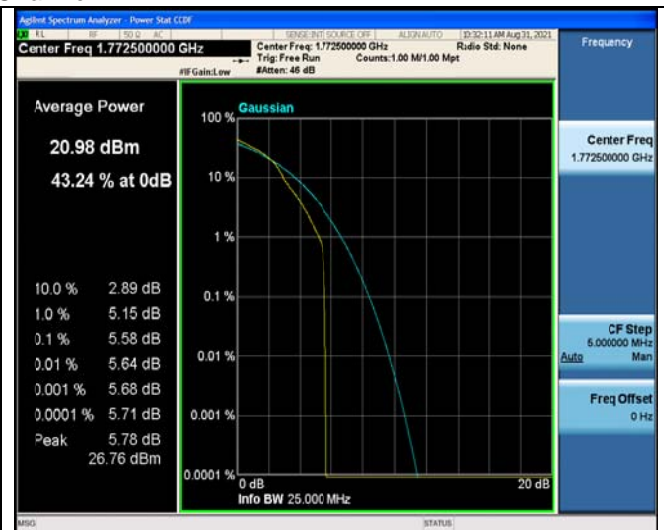 Agilent Spectrum Analyzer - Power Stat CCDF
RL RF 50 Ω AC SENSE:INT SOURCE OFF ALIGN AUTO 10:32:11 AM Aug 31, 2021
Center Freq 1.772500000 GHz
Center Freq: 1.772500000 GHz
Radio Std: None
Trig: Free Run Counts:1.00 M/1.00 Mpt
#IFGain:Low
#Atten: 46 dB
Frequency
Average Power
20.98 dBm
43.24 % at 0dB
10.0 % 2.89 dB
1.0 % 5.15 dB
0.1 % 5.58 dB
0.01 % 5.64 dB
0.001 % 5.68 dB
0.0001 % 5.71 dB
Peak 5.78 dB
26.76 dBm
Gaussian
100 %
10 %
1 %
0.1 %
0.01 %
0.001 %
0.0001 %
0 dB
20 dB
Info BW 25.000 MHz
Center Freq
1.772500000 GHz
CF Step
5.000000 MHz
Auto Man
Freq Offset
0 Hz
MSG
STATUS